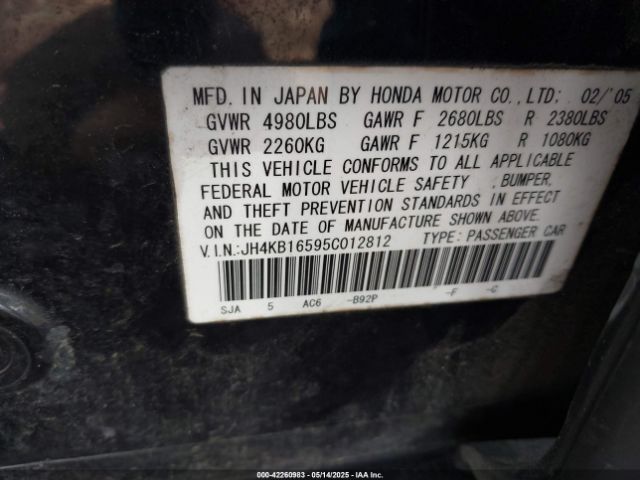 MFD. IN JAPAN BY HONDA MOTOR CO., LTD; 02/'05
GVWR 4980LBS GAWR F 2680LBS R 2380LBS
GVWR 2260KG GAWR F 1215KG R 1080KG
THIS VEHICLE CONFORMS TO ALL APPLICABLE
FEDERAL MOTOR VEHICLE SAFETY , BUMPER,
AND THEFT PREVENTION STANDARDS IN EFFECT
ON THE DATE OF MANUFACTURE SHOWN ABOVE.
V.I.N.:JH4KB16595C012812 TYPE: PASSENGER CAR
SJA 5 AC6 -B92P -F -C
000-42260983 - 05/14/2025 - IAA Inc.